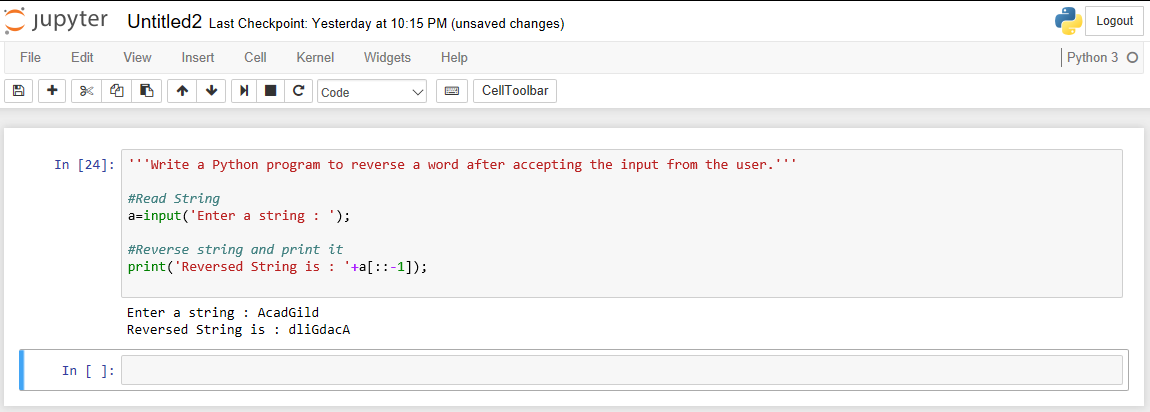 jupyter Untitled2 Last Checkpoint: Yesterday at 10:15 PM (unsaved changes) Logout
File Edit View Insert Cell Kernel Widgets Help Python 3
Code CellToolbar
In [24]: '''Write a Python program to reverse a word after accepting the input from the user.'''
#Read String
a=input('Enter a string : ');
#Reverse string and print it
print('Reversed String is : '+a[::-1]);
Enter a string : AcadGild
Reversed String is : dliGdacA
In [ ]: